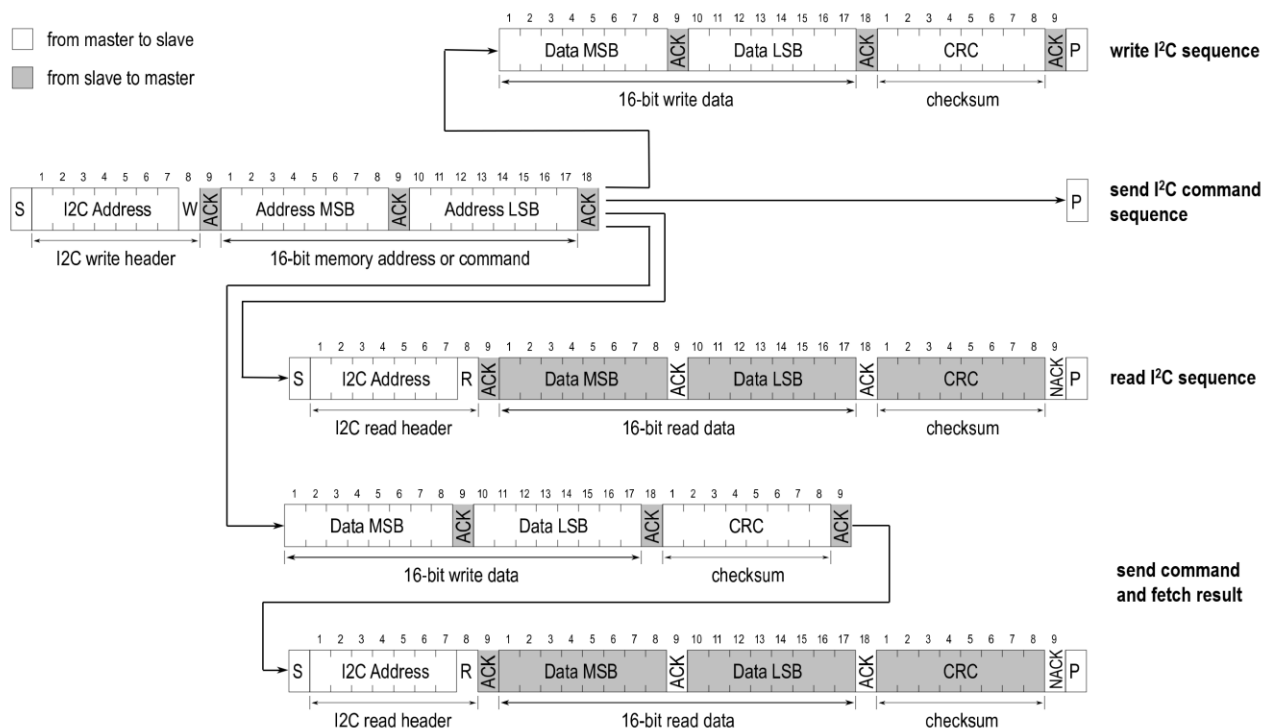 1 2 3 4 5 6 7 8 9 10 11 12 13 14 15 16 17 18 1 2 3 4 5 6 7 8 9
from master to slave
Data MSB ACK Data LSB ACK CRC ACK P
write I²C sequence
from slave to master
16-bit write data checksum
1 2 3 4 5 6 7 8 9 1 2 3 4 5 6 7 8 9 10 11 12 13 14 15 16 17 18
S I2C Address W ACK Address MSB ACK Address LSB ACK
P
send I²C command
sequence
I2C write header 16-bit memory address or command
1 2 3 4 5 6 7 8 9 1 2 3 4 5 6 7 8 9 10 11 12 13 14 15 16 17 18 1 2 3 4 5 6 7 8 9
S I2C Address R ACK Data MSB ACK Data LSB ACK CRC NACK P
read I²C sequence
I2C read header 16-bit read data checksum
1 2 3 4 5 6 7 8 9 10 11 12 13 14 15 16 17 18 1 2 3 4 5 6 7 8 9
Data MSB ACK Data LSB ACK CRC ACK
16-bit write data checksum
send command
and fetch result
1 2 3 4 5 6 7 8 9 1 2 3 4 5 6 7 8 9 10 11 12 13 14 15 16 17 18 1 2 3 4 5 6 7 8 9
S I2C Address R ACK Data MSB ACK Data LSB ACK CRC NACK P
I2C read header 16-bit read data checksum